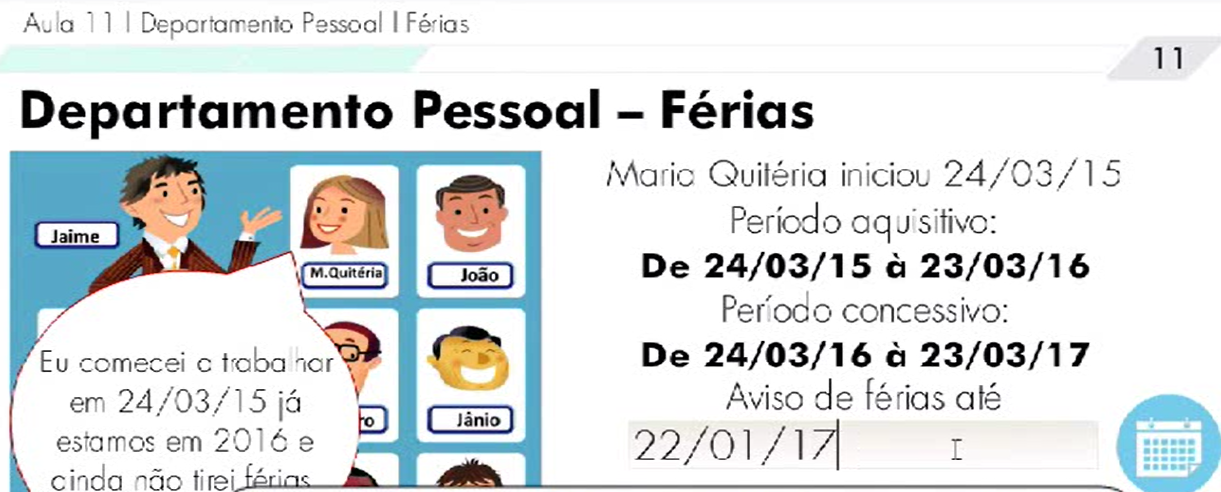 Aula 11 | Departamento Pessoal | Férias
11
Departamento Pessoal – Férias
Jaime
M.Quitéria
João
ro
Jânio
Eu comecei a trabalhar
em 24/03/15 já
estamos em 2016 e
ainda não tirei férias
Maria Quitéria iniciou 24/03/15
Período aquisitivo:
De 24/03/15 à 23/03/16
Período concessivo:
De 24/03/16 à 23/03/17
Aviso de férias até
22/01/17